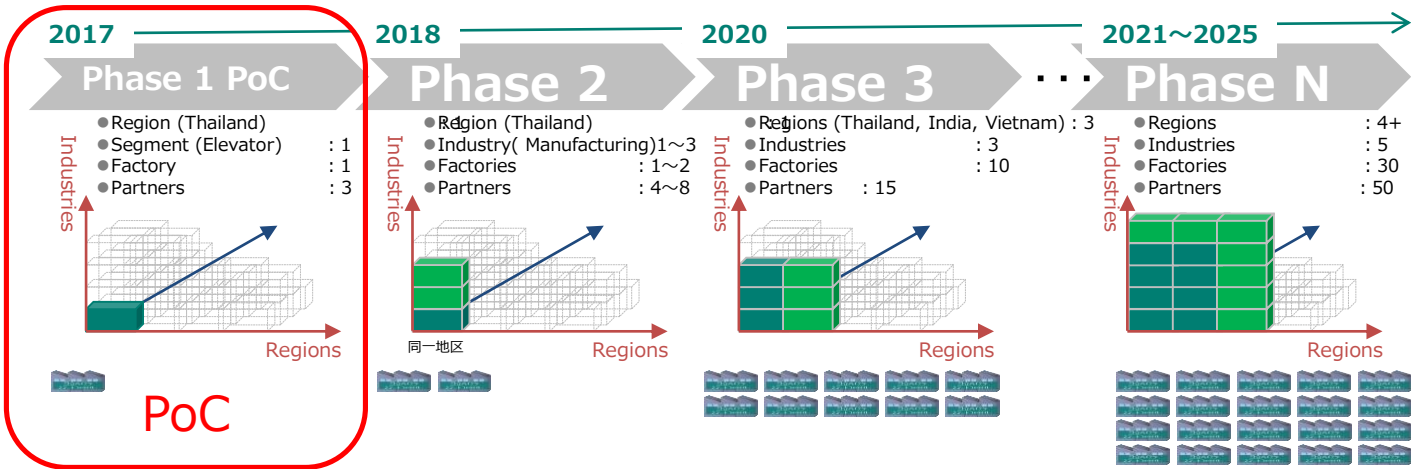 2017
2018
2020
2021～2025
Phase 1 PoC
Phase 2
Phase 3
・・・
Phase N
●Region (Thailand)
●Segment (Elevator) : 1
●Factory : 1
●Partners : 3
Industries
Regions
PoC
●Region (Thailand) : 1
●Industry( Manufacturing)1～3
●Factories : 1～2
●Partners : 4～8
Industries
Regions
同一地区
●Regions (Thailand, India, Vietnam) : 3
●Industries : 3
●Factories : 10
●Partners : 15
Industries
Regions
●Regions : 4+
●Industries : 5
●Factories : 30
●Partners : 50
Industries
Regions